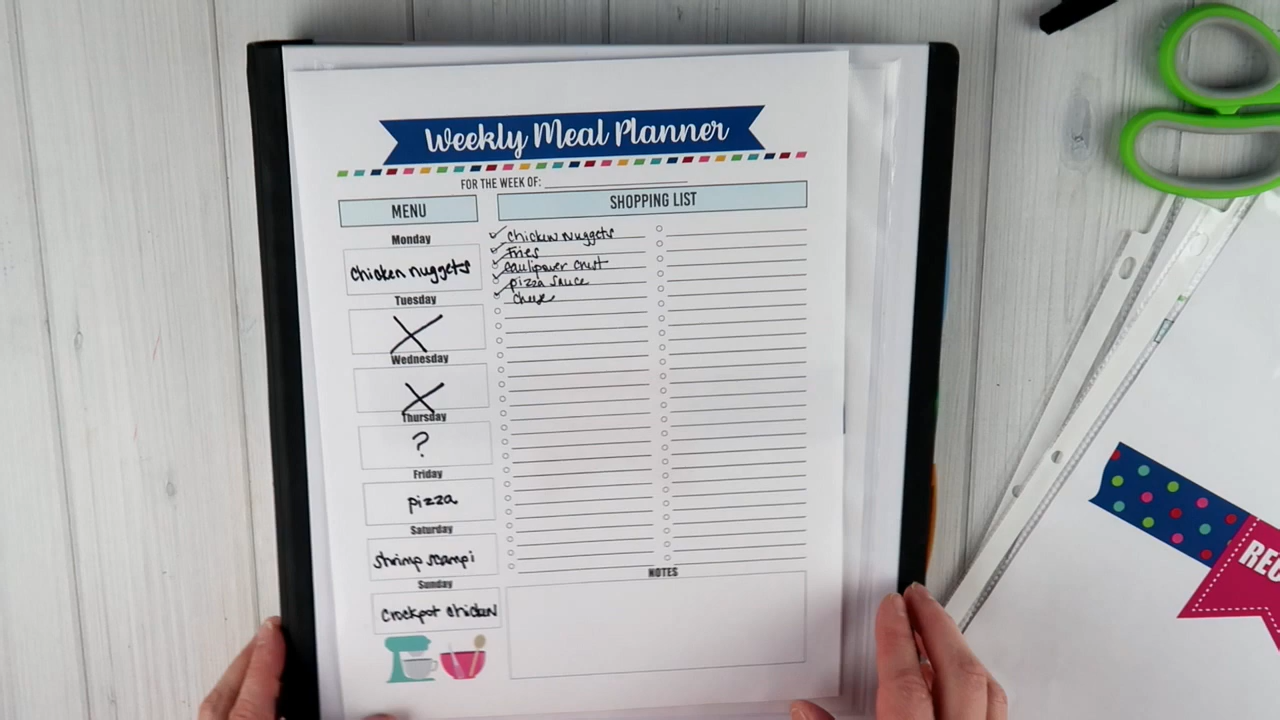 Weekly Meal Planner
FOR THE WEEK OF:
MENU
SHOPPING LIST
Monday
chicken nuggets
Tuesday
X
Wednesday
X
Thursday
?
Friday
pizza
Saturday
shrimp scampi
Sunday
Crockpot chicken
chicken nuggets
Fries
cauliflower crust
pizza sauce
cheese
NOTES